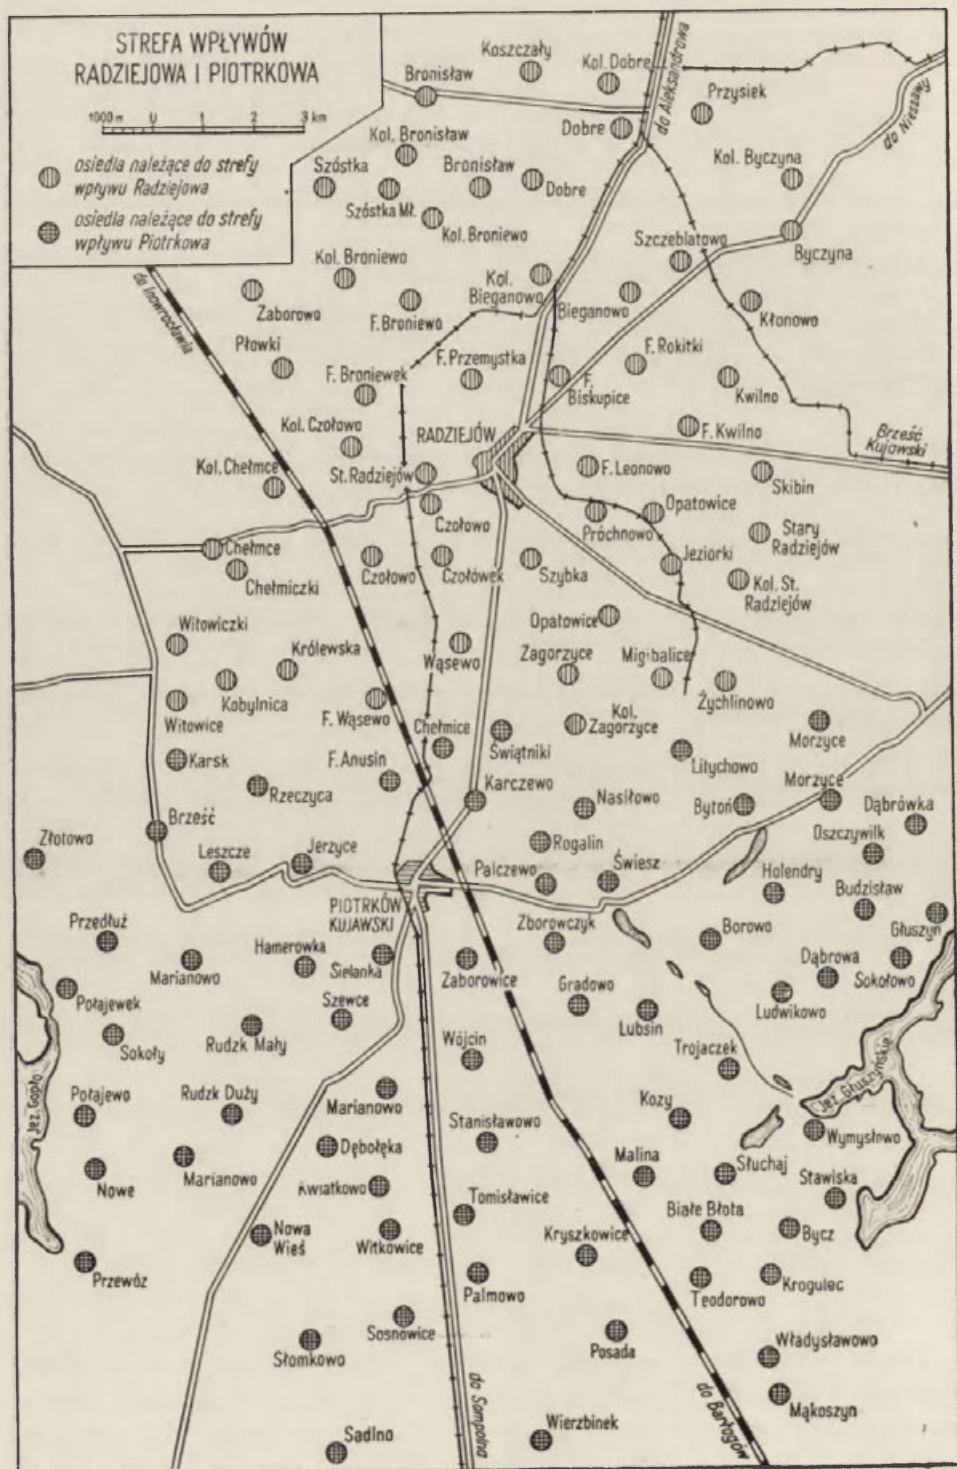 STREFA WPŁYWÓW
RADZIEJOWA I PIOTRKOWA
1000 m 0 1 2 3 km
osiedla należące do strefy
wpływu Radziejowa
osiedla należące do strefy
wpływu Piotrkowa
Koszczały
Kol. Dobre
Bronisław
Przysiek
do Aleksandrowa
do Nieszawy
Dobre
Kol. Bronisław
Szóstka
Bronisław
Kol. Byczyna
Szóstka Mł.
Dobre
Kol. Broniewo
Szczeblatowo
Byczyna
Kol. Broniewo
Kol.
Bieganowo
do Inowrocławia
Zaborowo
F. Broniewo
Bieganowo
Kłonowo
Płowki
F. Przemystka
F. Rokitki
F. Broniewek
F.
Biskupice
Kwilno
Kol. Czołowo
RADZIEJÓW
F. Kwilno
Brześć
Kujawski
Kol. Chełmce
St. Radziejów
F. Leonowo
Skibin
Czołowo
Próchnowo
Opatowice
Stary
Radziejów
Chełmce
Chełmiczki
Czołowo
Czołówek
Szybka
Jeziorki
Kol. St.
Radziejów
Opatowice
Witowiczki
Królewska
Wąsewo
Zagorzyce
Migibalice
Kobylnica
Żychlinowo
Witowice
F. Wąsewo
Chełmice
Kol.
Zagorzyce
Świątniki
Morzyce
Karsk
F. Anusin
Litychowo
Rzeczyca
Karczewo
Nasiłowo
Bytoń
Morzyce
Dąbrówka
Brześć
Oszczywilk
Złotowo
Leszcze
Jerzyce
Rogalin
Palczewo
Świesz
Holendry
Budzisław
PIOTRKÓW
KUJAWSKI
Głuszyn
Przedłuż
Hamerowka
Zborowczyk
Borowo
Marianowo
Sielanka
Zaborowice
Dąbrowa
Sokołowo
Połajewek
Szewce
Gradowo
Ludwikowo
Sokoły
Rudzk Mały
Lubsin
Wójcin
Trojaczek
Jez. Gopło
Jez. Głuszyńskie
Połajewo
Rudzk Duży
Marianowo
Kozy
Stanisławowo
Wymysłowo
Dębołęka
Nowe
Marianowo
Malina
Słuchaj
Stawiska
Kwiatkowo
Tomisławice
Białe Błota
Nowa
Wieś
Witkowice
Kryszkowice
Bycz
Przewóz
Palmowo
Teodorowo
Krogulec
Sosnowice
Słomkowo
Posada
Władysławowo
do Sompolna
do Barłogów
Mąkoszyn
Sadlno
Wierzbinek